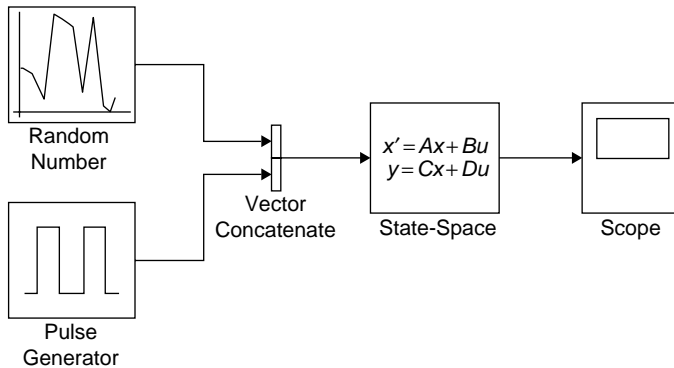 Random
Number
Vector
Concatenate
x′ = Ax + Bu
y = Cx + Du
State-Space
Scope
Pulse
Generator